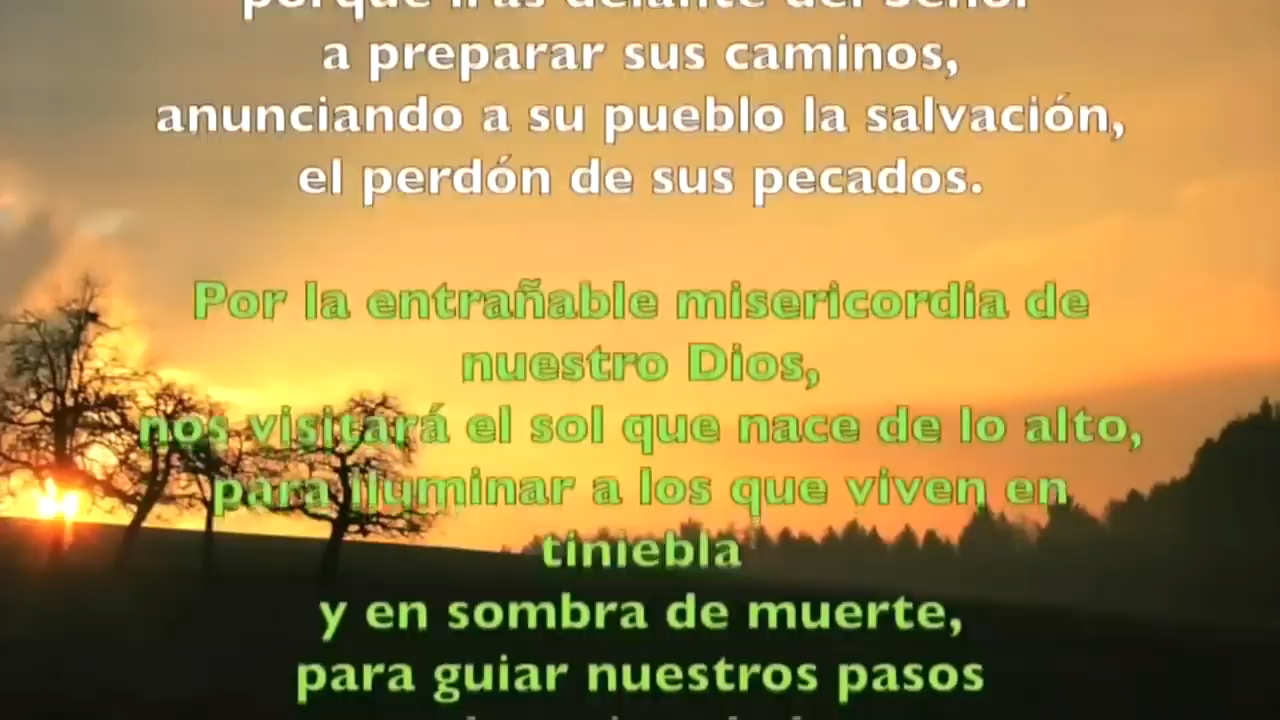 porque irás delante del Señor
a preparar sus caminos,
anunciando a su pueblo la salvación,
el perdón de sus pecados.
Por la entrañable misericordia de
nuestro Dios,
nos visitará el sol que nace de lo alto,
para iluminar a los que viven en
tiniebla
y en sombra de muerte,
para guiar nuestros pasos